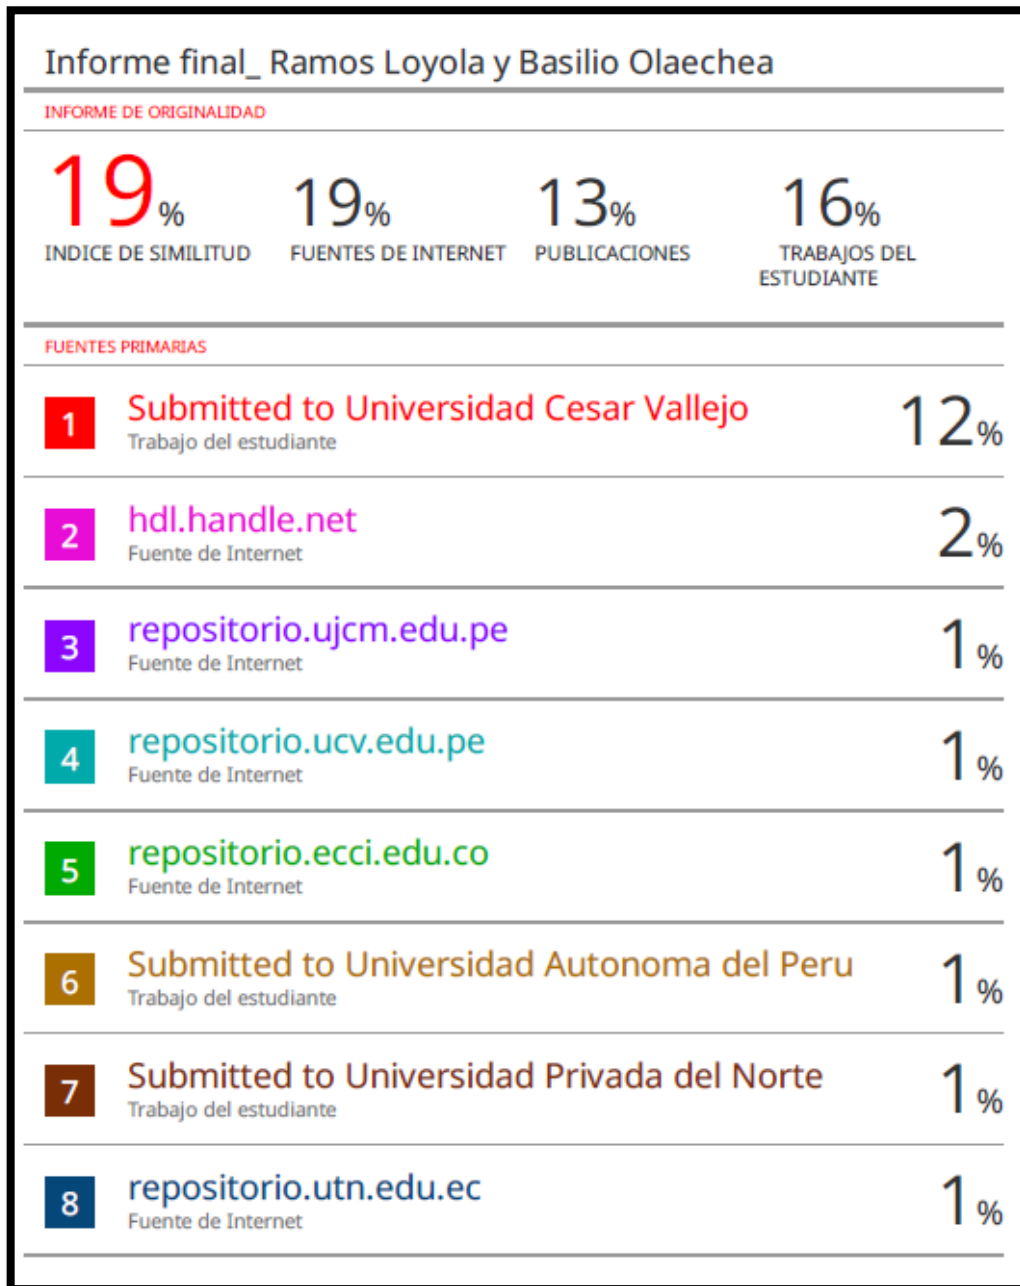 Informe final_ Ramos Loyola y Basilio Olaechea
INFORME DE ORIGINALIDAD
19% 19% 13% 16%
INDICE DE SIMILITUD FUENTES DE INTERNET PUBLICACIONES TRABAJOS DEL
ESTUDIANTE
FUENTES PRIMARIAS
1 Submitted to Universidad Cesar Vallejo 12%
Trabajo del estudiante
2 hdl.handle.net 2%
Fuente de Internet
3 repositorio.ujcm.edu.pe 1%
Fuente de Internet
4 repositorio.ucv.edu.pe 1%
Fuente de Internet
5 repositorio.ecci.edu.co 1%
Fuente de Internet
6 Submitted to Universidad Autonoma del Peru 1%
Trabajo del estudiante
7 Submitted to Universidad Privada del Norte 1%
Trabajo del estudiante
8 repositorio.utn.edu.ec 1%
Fuente de Internet